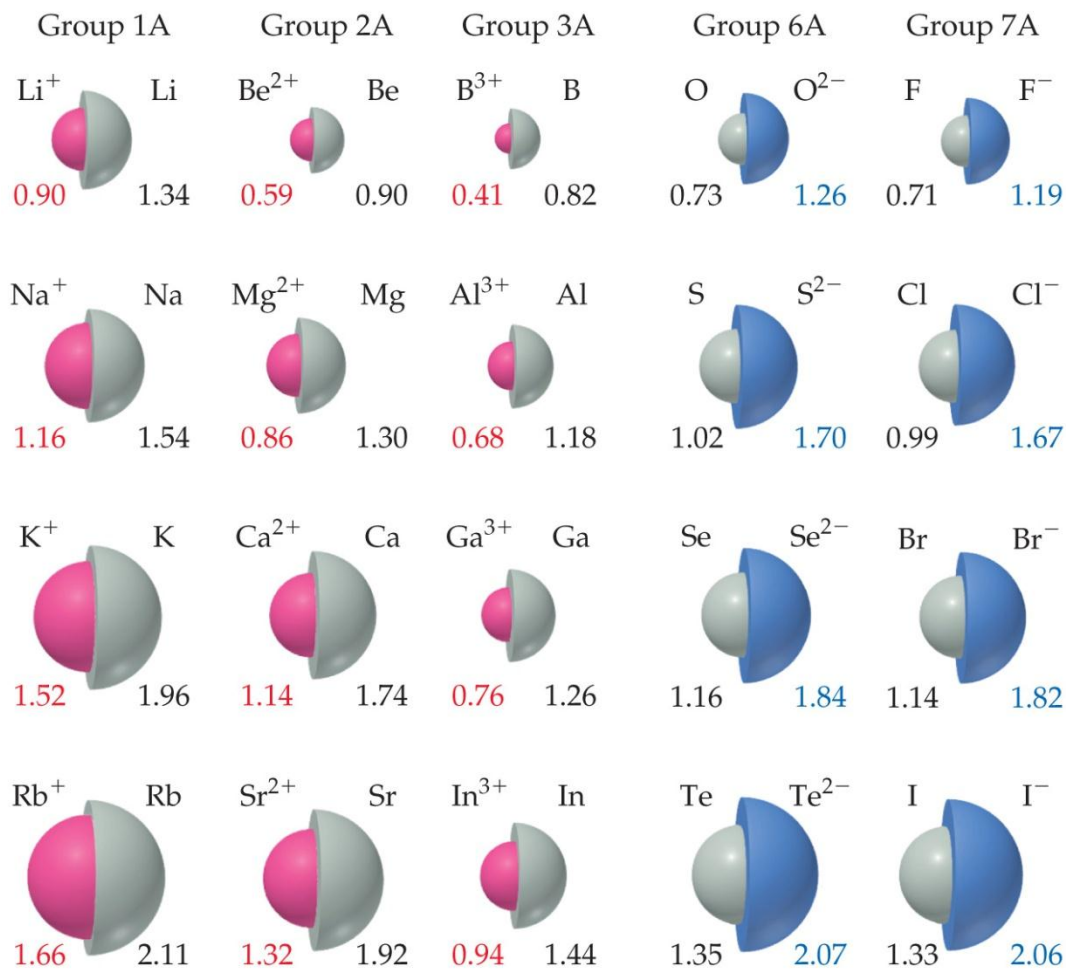 Group 1A Group 2A Group 3A Group 6A Group 7A
Li⁺ Li Be²⁺ Be B³⁺ B O O²⁻ F F⁻
0.90 1.34 0.59 0.90 0.41 0.82 0.73 1.26 0.71 1.19
Na⁺ Na Mg²⁺ Mg Al³⁺ Al S S²⁻ Cl Cl⁻
1.16 1.54 0.86 1.30 0.68 1.18 1.02 1.70 0.99 1.67
K⁺ K Ca²⁺ Ca Ga³⁺ Ga Se Se²⁻ Br Br⁻
1.52 1.96 1.14 1.74 0.76 1.26 1.16 1.84 1.14 1.82
Rb⁺ Rb Sr²⁺ Sr In³⁺ In Te Te²⁻ I I⁻
1.66 2.11 1.32 1.92 0.94 1.44 1.35 2.07 1.33 2.06